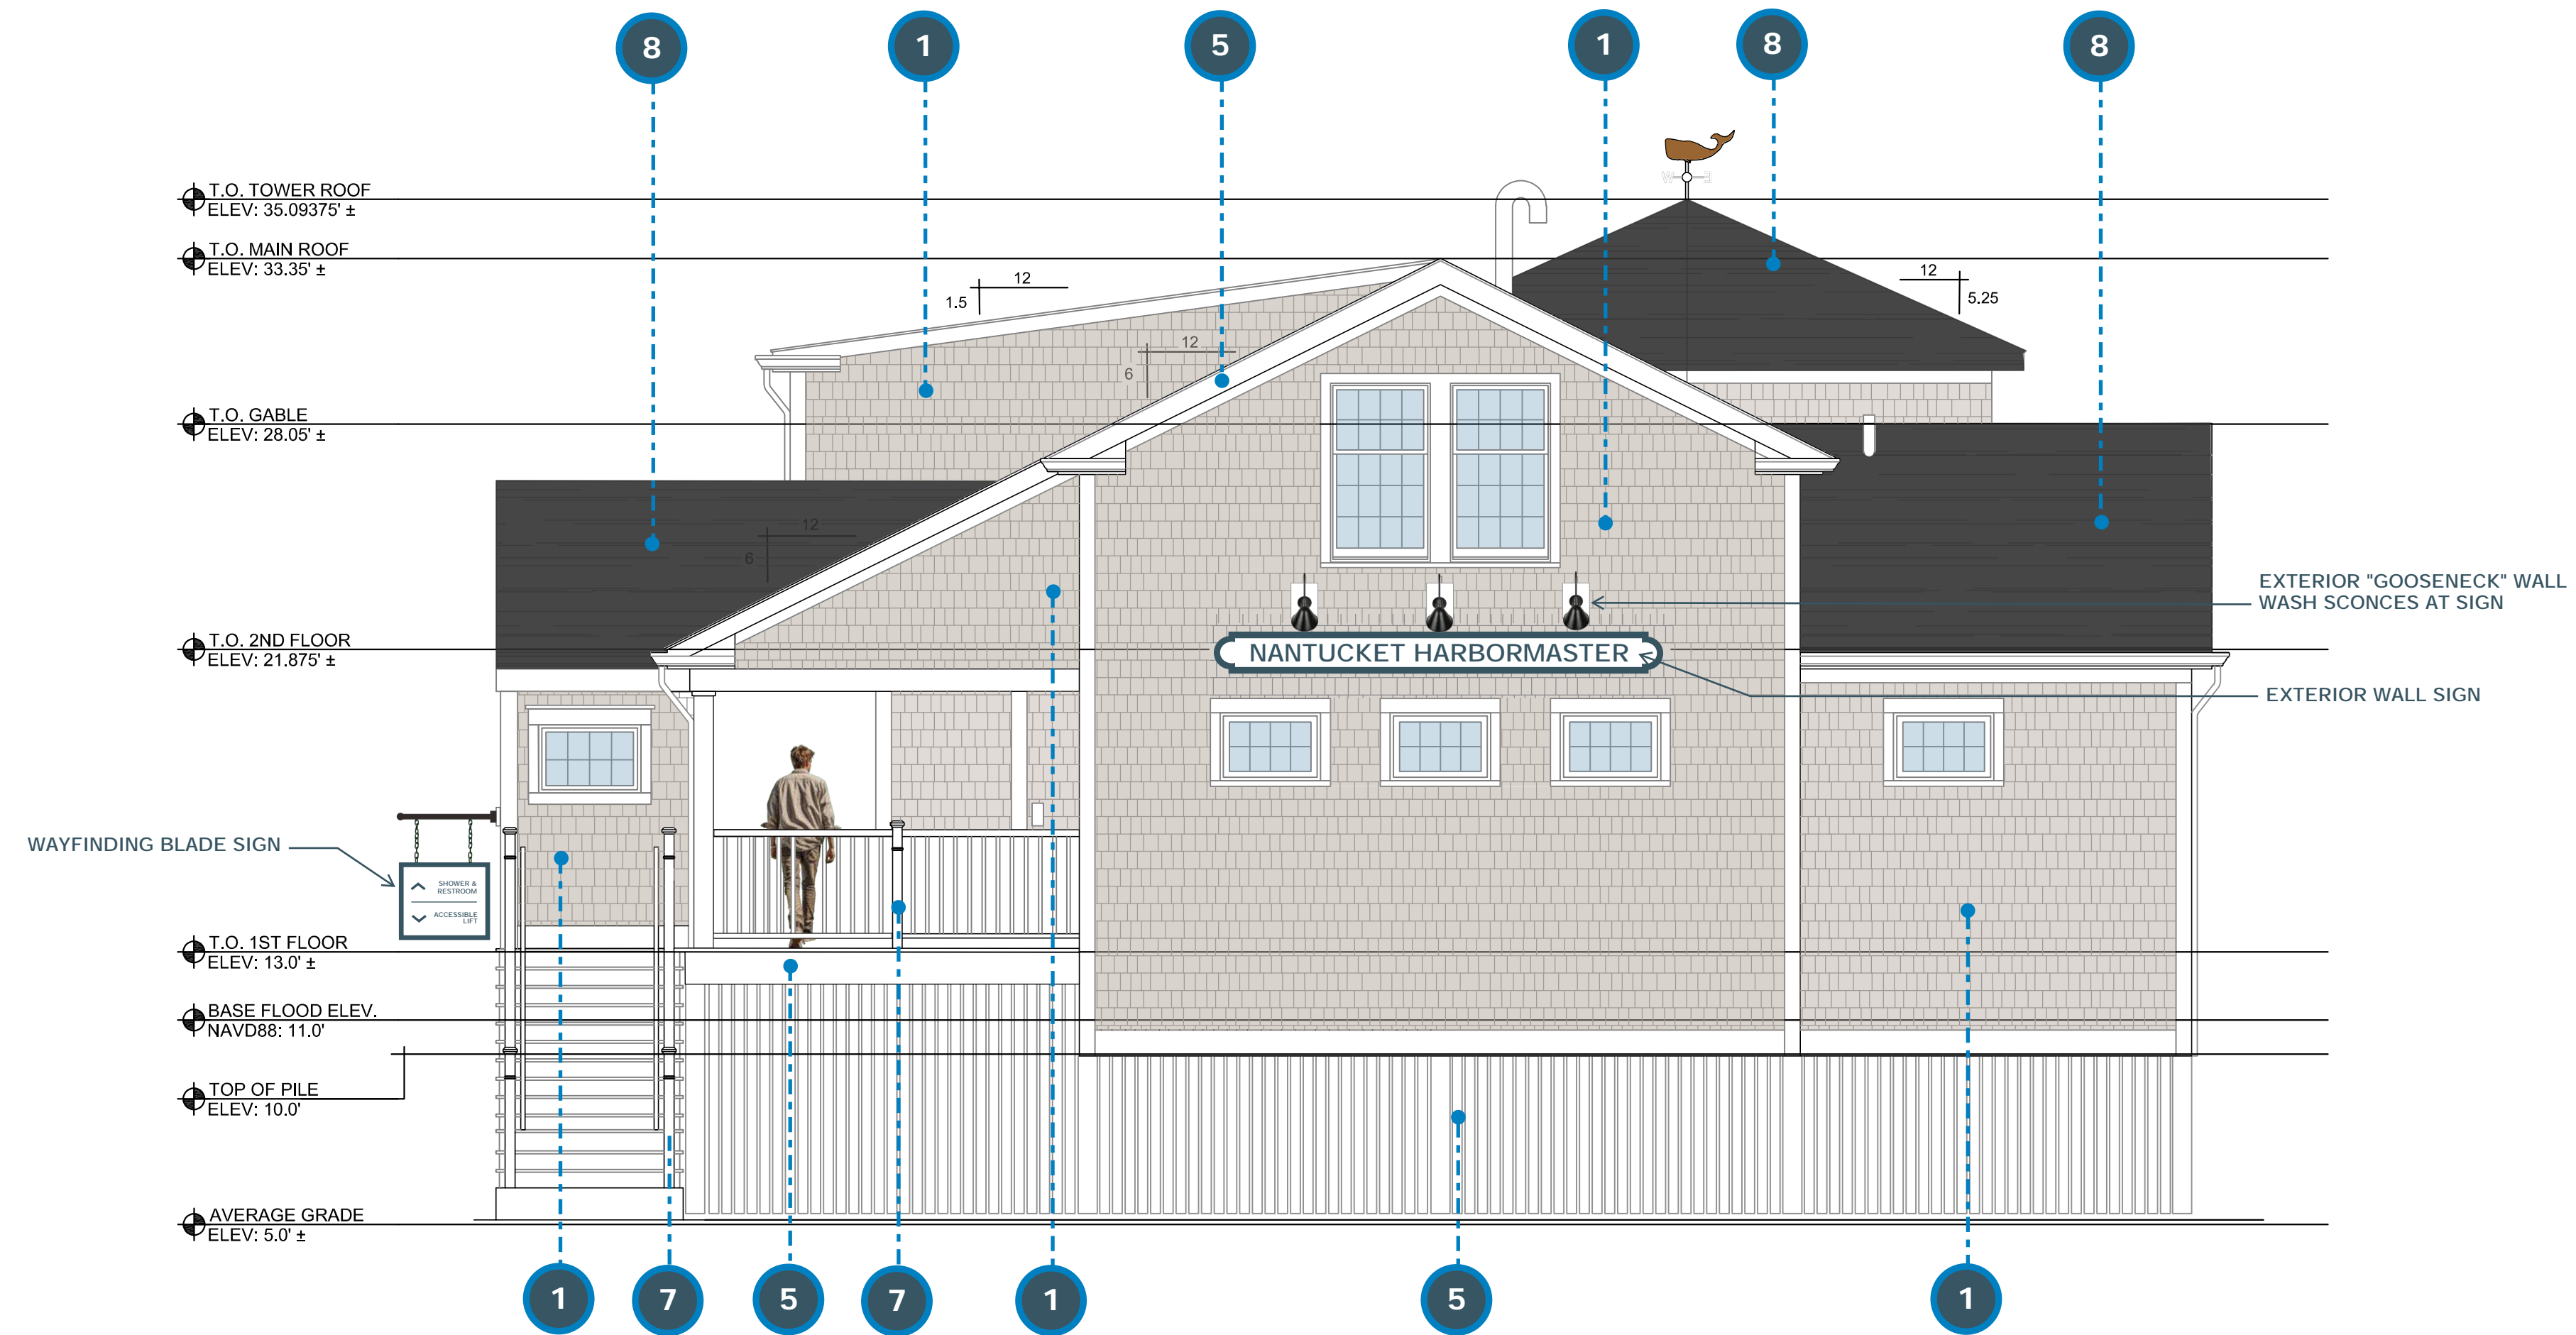 8
1
5
1
8
8
W E
T.O. TOWER ROOF
ELEV: 35.09375' ±
T.O. MAIN ROOF
ELEV: 33.35' ±
12
1.5
12
5.25
12
6
T.O. GABLE
ELEV: 28.05' ±
12
6
EXTERIOR "GOOSENECK" WALL
WASH SCONCES AT SIGN
T.O. 2ND FLOOR
ELEV: 21.875' ±
NANTUCKET HARBORMASTER
EXTERIOR WALL SIGN
WAYFINDING BLADE SIGN
SHOWER &
RESTROOM
ACCESSIBLE
LIFT
T.O. 1ST FLOOR
ELEV: 13.0' ±
BASE FLOOD ELEV.
NAVD88: 11.0'
TOP OF PILE
ELEV: 10.0'
AVERAGE GRADE
ELEV: 5.0' ±
1
7
5
7
1
5
1